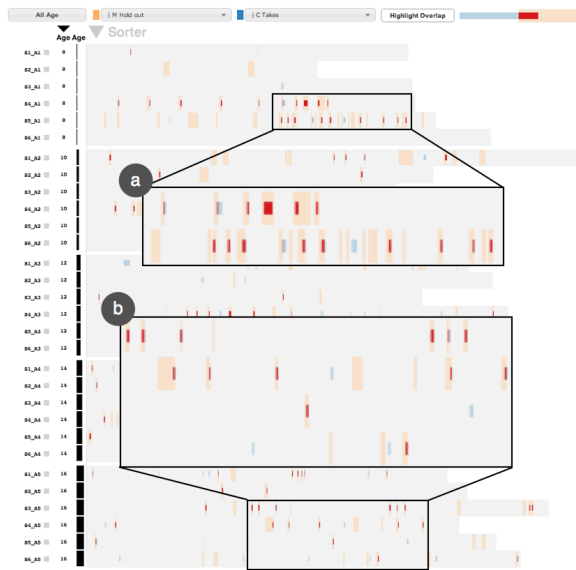 All Age | M Hold out | C Takes Highlight Overlap
Age Age Sorter
S1_A1 8
S2_A1 8
S3_A1 8
S4_A1 8
S5_A1 8
S6_A1 8
S1_A2 10
S2_A2 10
a
S3_A2 10
S4_A2 10
S5_A2 10
S6_A2 10
S1_A3 12
S2_A3 12
S3_A3 12
b
S4_A3 12
S5_A3 12
S6_A3 12
S1_A4 14
S2_A4 14
S3_A4 14
S4_A4 14
S5_A4 14
S6_A4 14
S1_A5 16
S2_A5 16
S3_A5 16
S4_A5 16
S5_A5 16
S6_A5 16